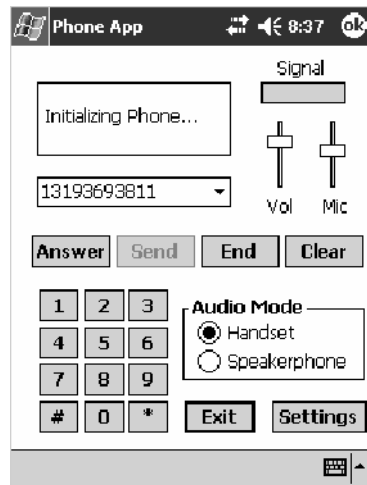 Phone App 8:37 ok
Signal
Initializing Phone...
13193693811
Vol Mic
Answer Send End Clear
1 2 3
Audio Mode
4 5 6
Handset
Speakerphone
7 8 9
# 0 *
Exit Settings